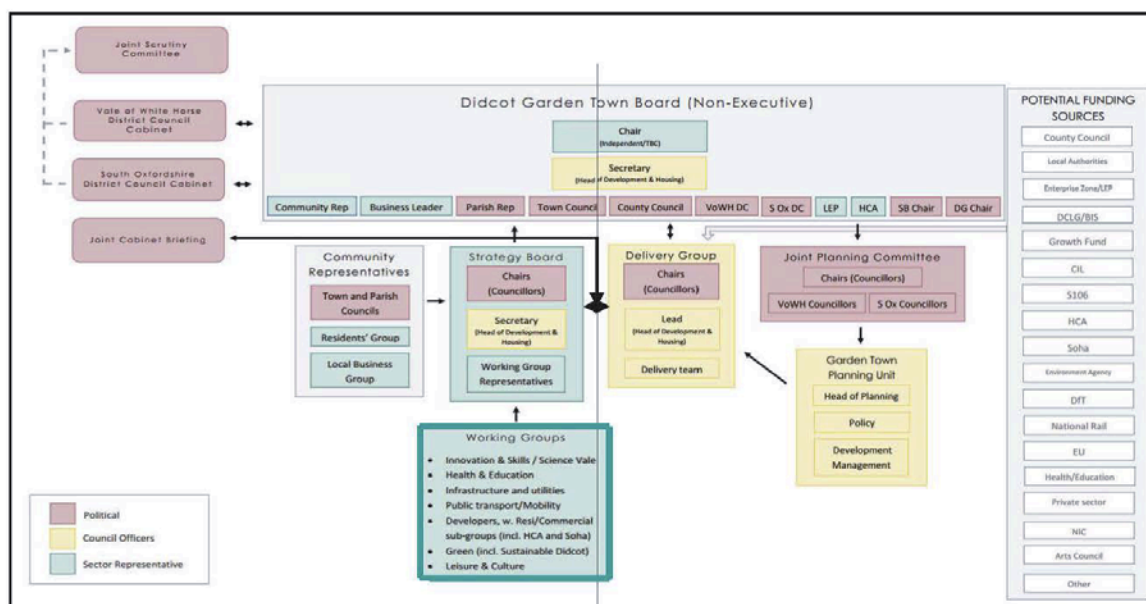 Joint Scrutiny
Committee
Vale of White Horse
District Council
Cabinet
South Oxfordshire
District Council Cabinet
Joint Cabinet Briefing
Didcot Garden Town Board (Non-Executive)
Chair
(Independent/TBC)
Secretary
(Head of Development & Housing)
Community Rep
Business Leader
Parish Rep
Town Council
County Council
VoWH DC
S Ox DC
LEP
HCA
SB Chair
DG Chair
Community
Representatives
Town and Parish
Councils
Residents' Group
Local Business
Group
Strategy Board
Chairs
(Councillors)
Secretary
(Head of Development &
Housing)
Working Group
Representatives
Delivery Group
Chairs
(Councillors)
Lead
(Head of Development &
Housing)
Delivery team
Joint Planning Committee
Chairs (Councillors)
VoWH Councillors
S Ox Councillors
Garden Town
Planning Unit
Head of Planning
Policy
Development
Management
Working Groups
• Innovation & Skills / Science Vale
• Health & Education
• Infrastructure and utilities
• Public transport/Mobility
• Developers, w. Resi/Commercial
sub-groups (incl. HCA and Soha)
• Green (incl. Sustainable Didcot)
• Leisure & Culture
Political
Council Officers
Sector Representative
POTENTIAL FUNDING
SOURCES
County Council
Local Authorities
Enterprise Zone/LEP
DCLG/BIS
Growth Fund
CIL
S106
HCA
Soha
Environment Agency
DfT
National Rail
EU
Health/Education
Private sector
NIC
Arts Council
Other